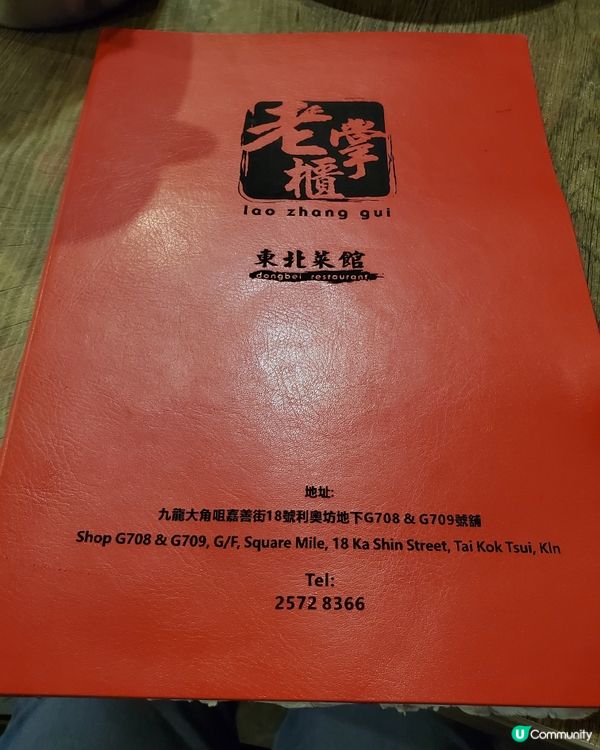 老掌櫃
lao zhang gui
東北菜館
dongbei restaurant
地址:
九龍大角咀嘉善街18號利奧坊地下G708 & G709號舖
Shop G708 & G709, G/F, Square Mile, 18 Ka Shin Street, Tai Kok Tsui, Kln
Tel:
2572 8366
U Community